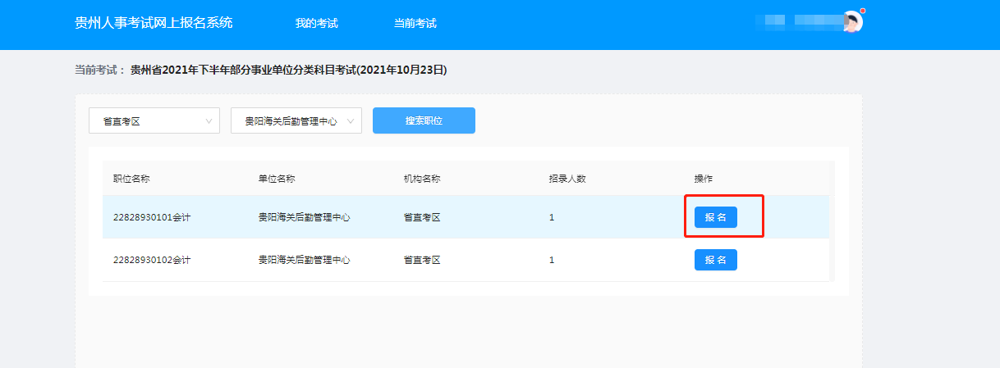 贵州人事考试网上报名系统 我的考试 当前考试
当前考试： 贵州省2021年下半年部分事业单位分类科目考试(2021年10月23日)
省直考区 贵阳海关后勤管理中心 搜索职位
职位名称 单位名称 机构名称 招录人数 操作
22828930101会计 贵阳海关后勤管理中心 省直考区 1 报 名
22828930102会计 贵阳海关后勤管理中心 省直考区 1 报 名